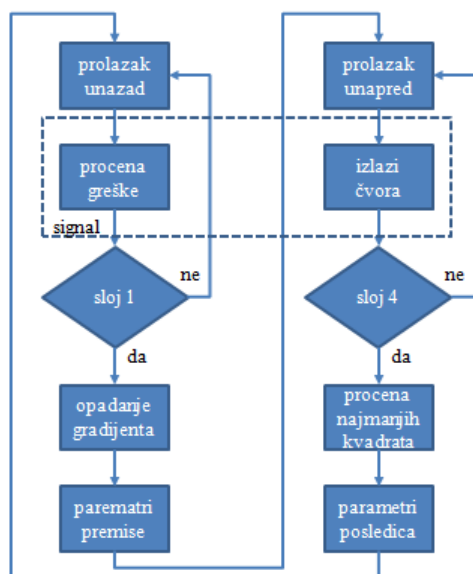 prolazak
unazad
procena
greške
signal
sloj 1
ne
da
opadanje
gradijenta
parematri
premise
prolazak
unapred
izlazi
čvora
sloj 4
ne
da
procena
najmanjih
kvadrata
parametri
posledica